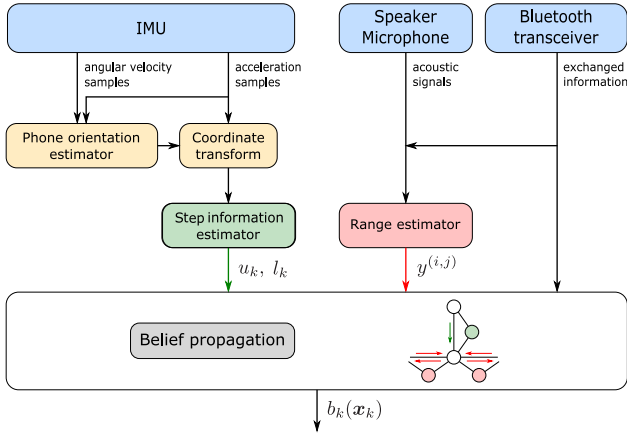 IMU
Speaker
Microphone
Bluetooth
transceiver
angular velocity
samples
acceleration
samples
acoustic
signals
exchanged
information
Phone orientation
estimator
Coordinate
transform
Step information
estimator
Range estimator
u_k, l_k
y^{(i,j)}
Belief propagation
b_k(x_k)